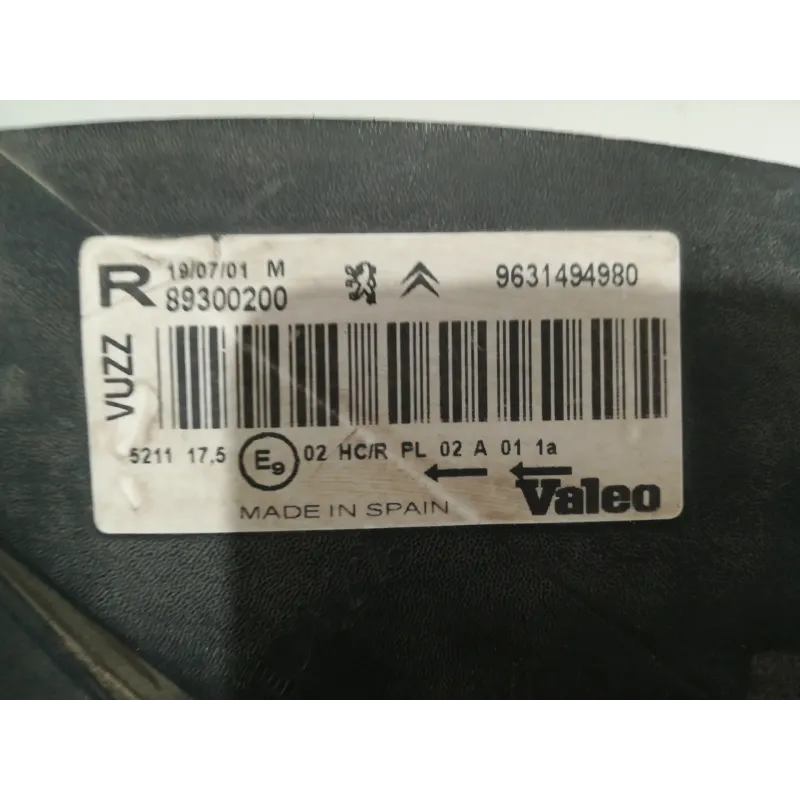 R 19/07/01 M
89300200
9631494980
VUZZ
5211 17,5 E9 02 HC/R PL 02 A 01 1a
MADE IN SPAIN
Valeo